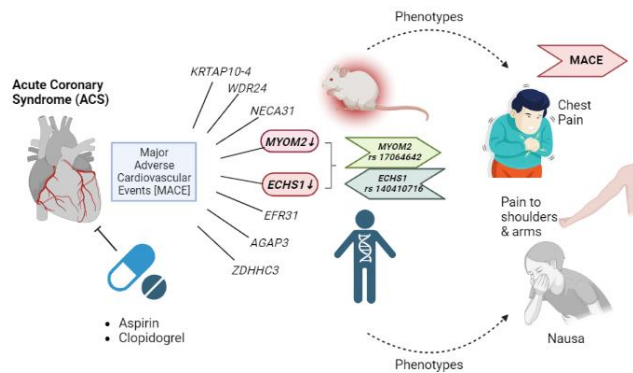 Phenotypes
MACE
Acute Coronary
Syndrome (ACS)
KRTAP10-4
WDR24
NECA31
Major
Adverse
Cardiovascular
Events [MACE]
MYOM2↓
ECHS1↓
EFR31
AGAP3
ZDHHC3
MYOM2
rs 17064642
ECHS1
rs 140410716
Chest
Pain
Pain to
shoulders
& arms
Nausa
• Aspirin
• Clopidogrel
Phenotypes